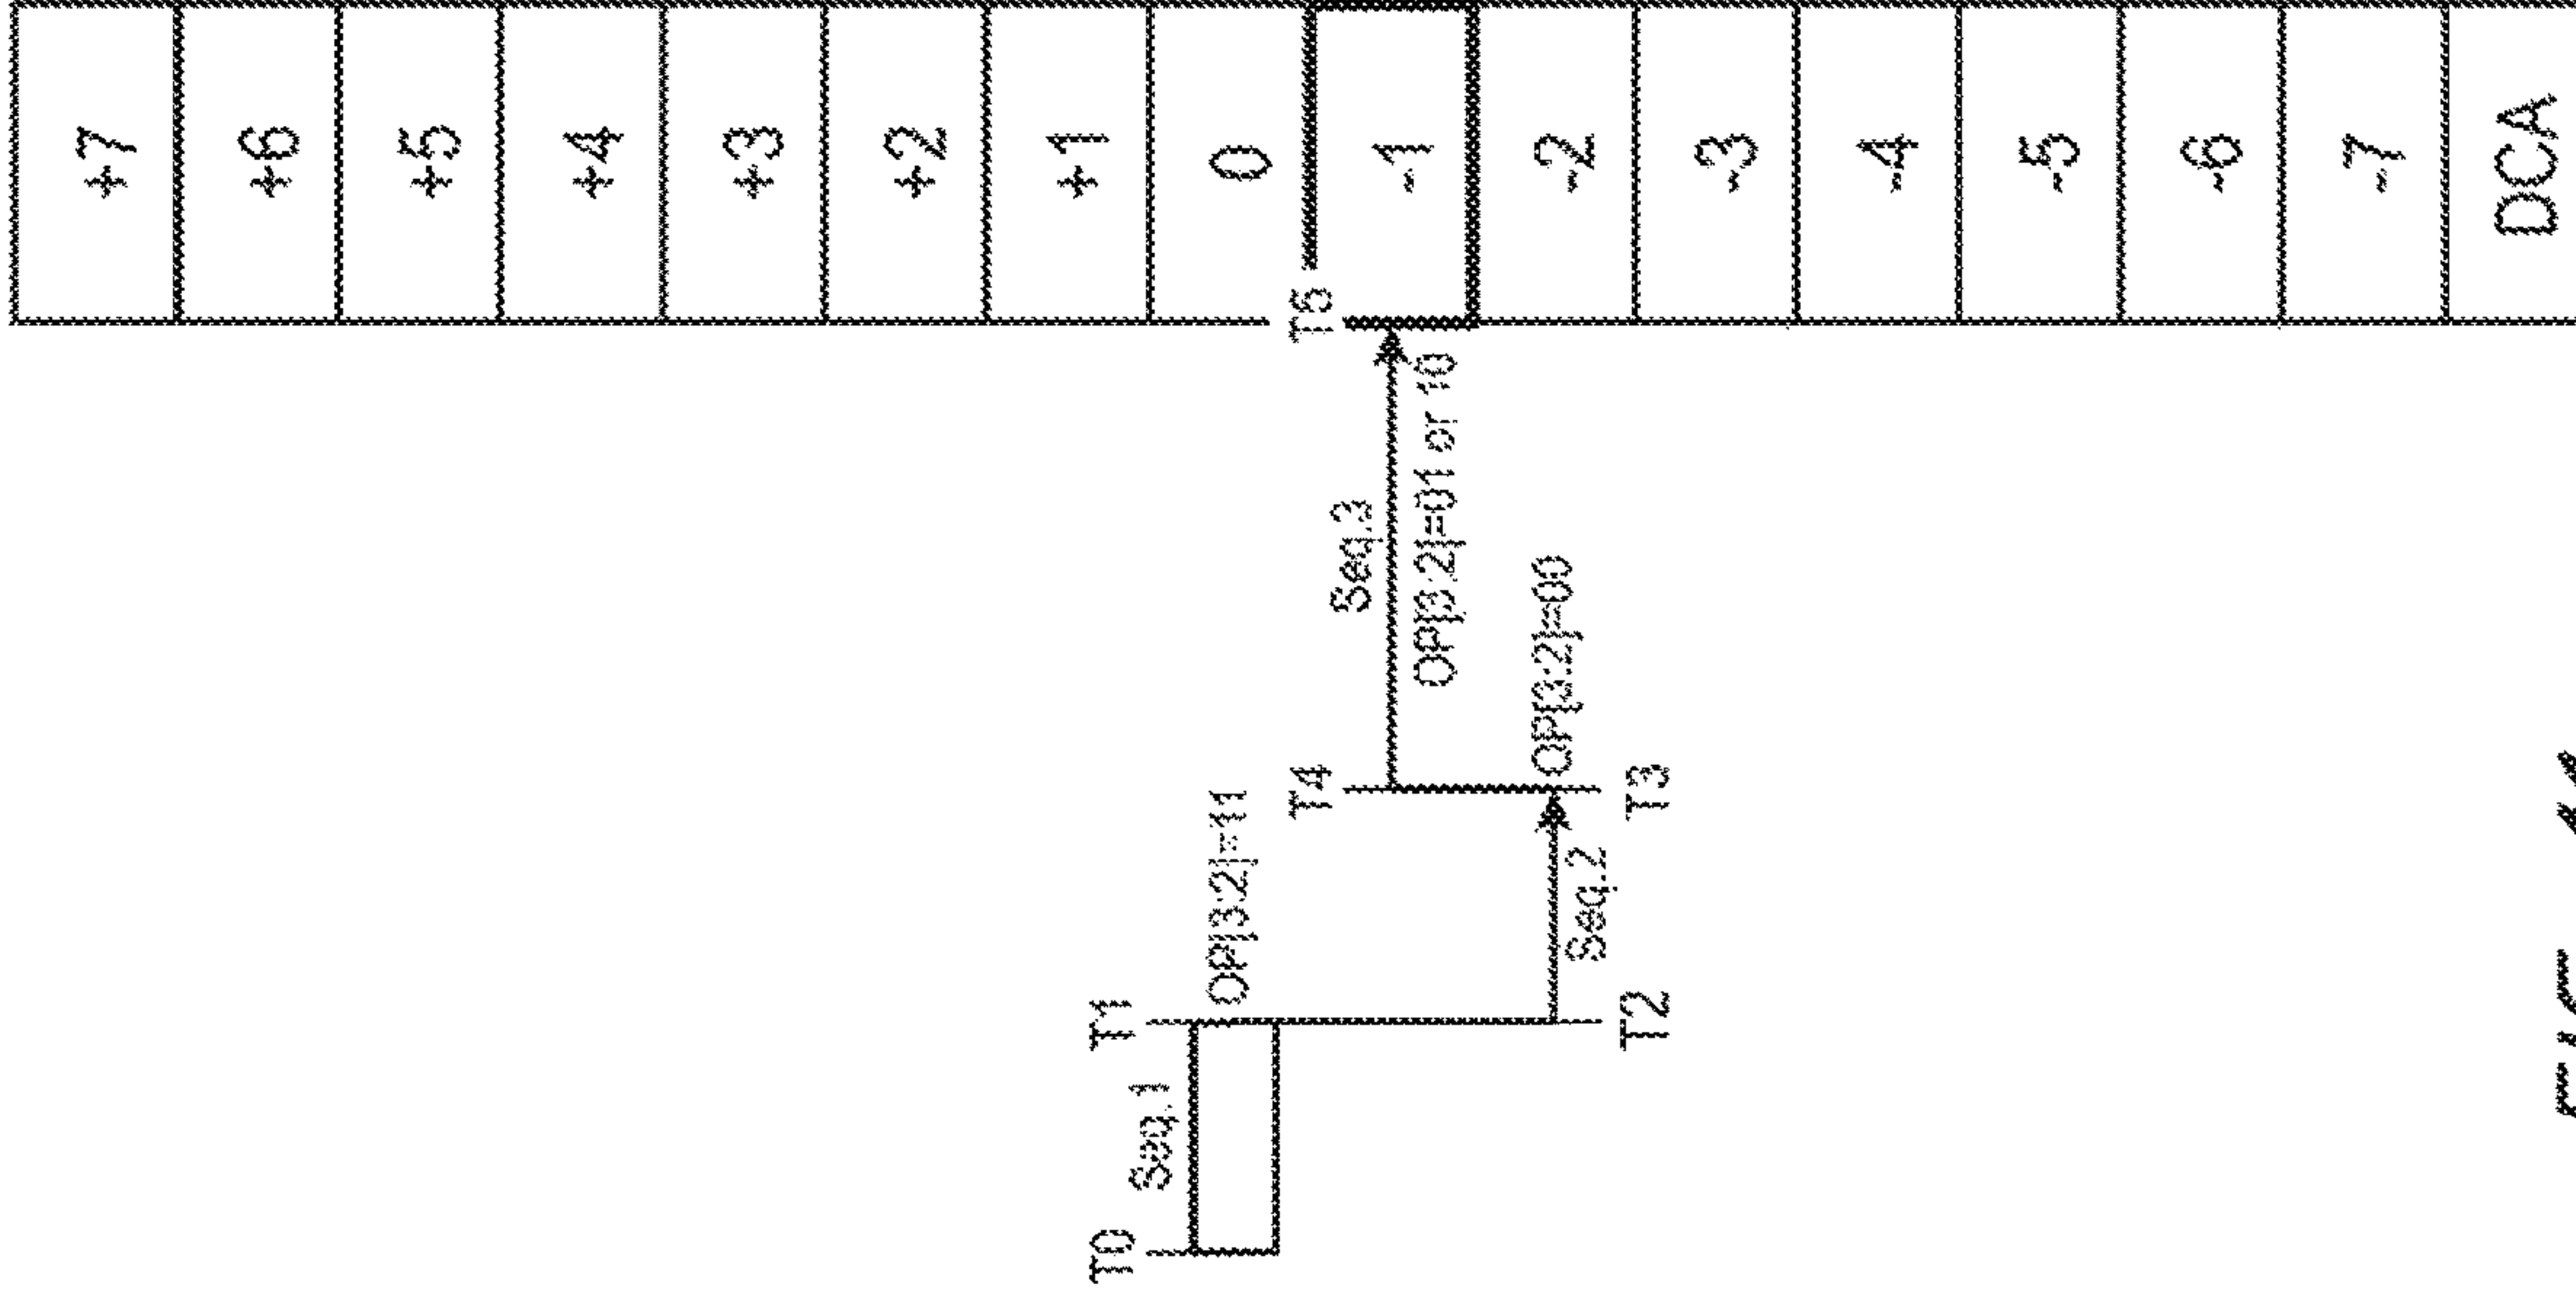 +7
+6
+5
+4
+3
+2
+1
0
-1
-2
-3
-4
-5
-6
-7
DCA
T0
Seq.1
T1
OP[3:2]=11
T2
Seq.2
T3
OP[3:2]=00
T4
Seq.3
OP[3:2]=01 or 10
T5